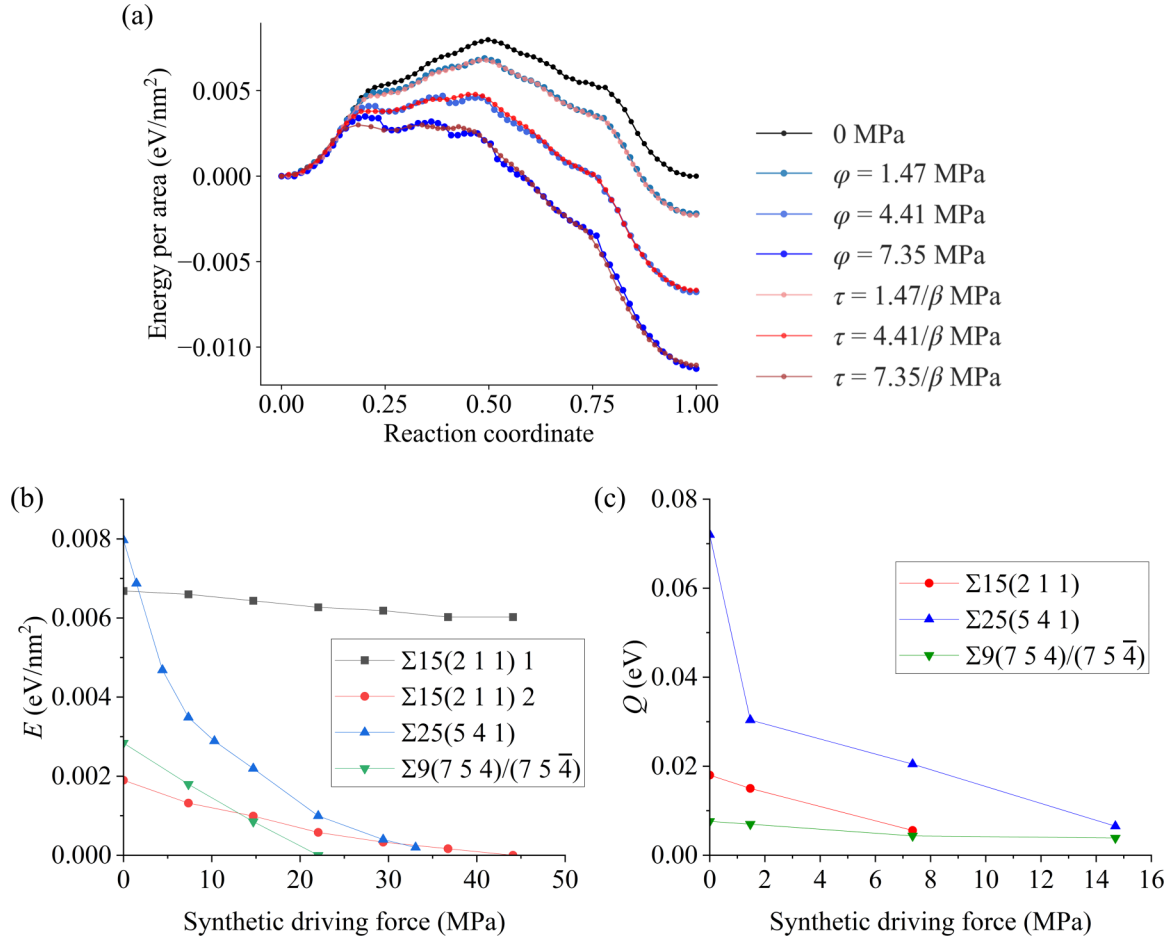 (a)
Energy per area (eV/nm²)
0.005
0.000
−0.005
−0.010
0.00 0.25 0.50 0.75 1.00
Reaction coordinate
0 MPa
φ = 1.47 MPa
φ = 4.41 MPa
φ = 7.35 MPa
τ = 1.47/β MPa
τ = 4.41/β MPa
τ = 7.35/β MPa
(b)
E (eV/nm²)
0.008
0.006
0.004
0.002
0.000
0 10 20 30 40 50
Synthetic driving force (MPa)
Σ15(2 1 1) 1
Σ15(2 1 1) 2
Σ25(5 4 1)
Σ9(7 5 4)/(7 5 4̅)
(c)
Q (eV)
0.08
0.06
0.04
0.02
0.00
0 2 4 6 8 10 12 14 16
Synthetic driving force (MPa)
Σ15(2 1 1)
Σ25(5 4 1)
Σ9(7 5 4)/(7 5 4̅)